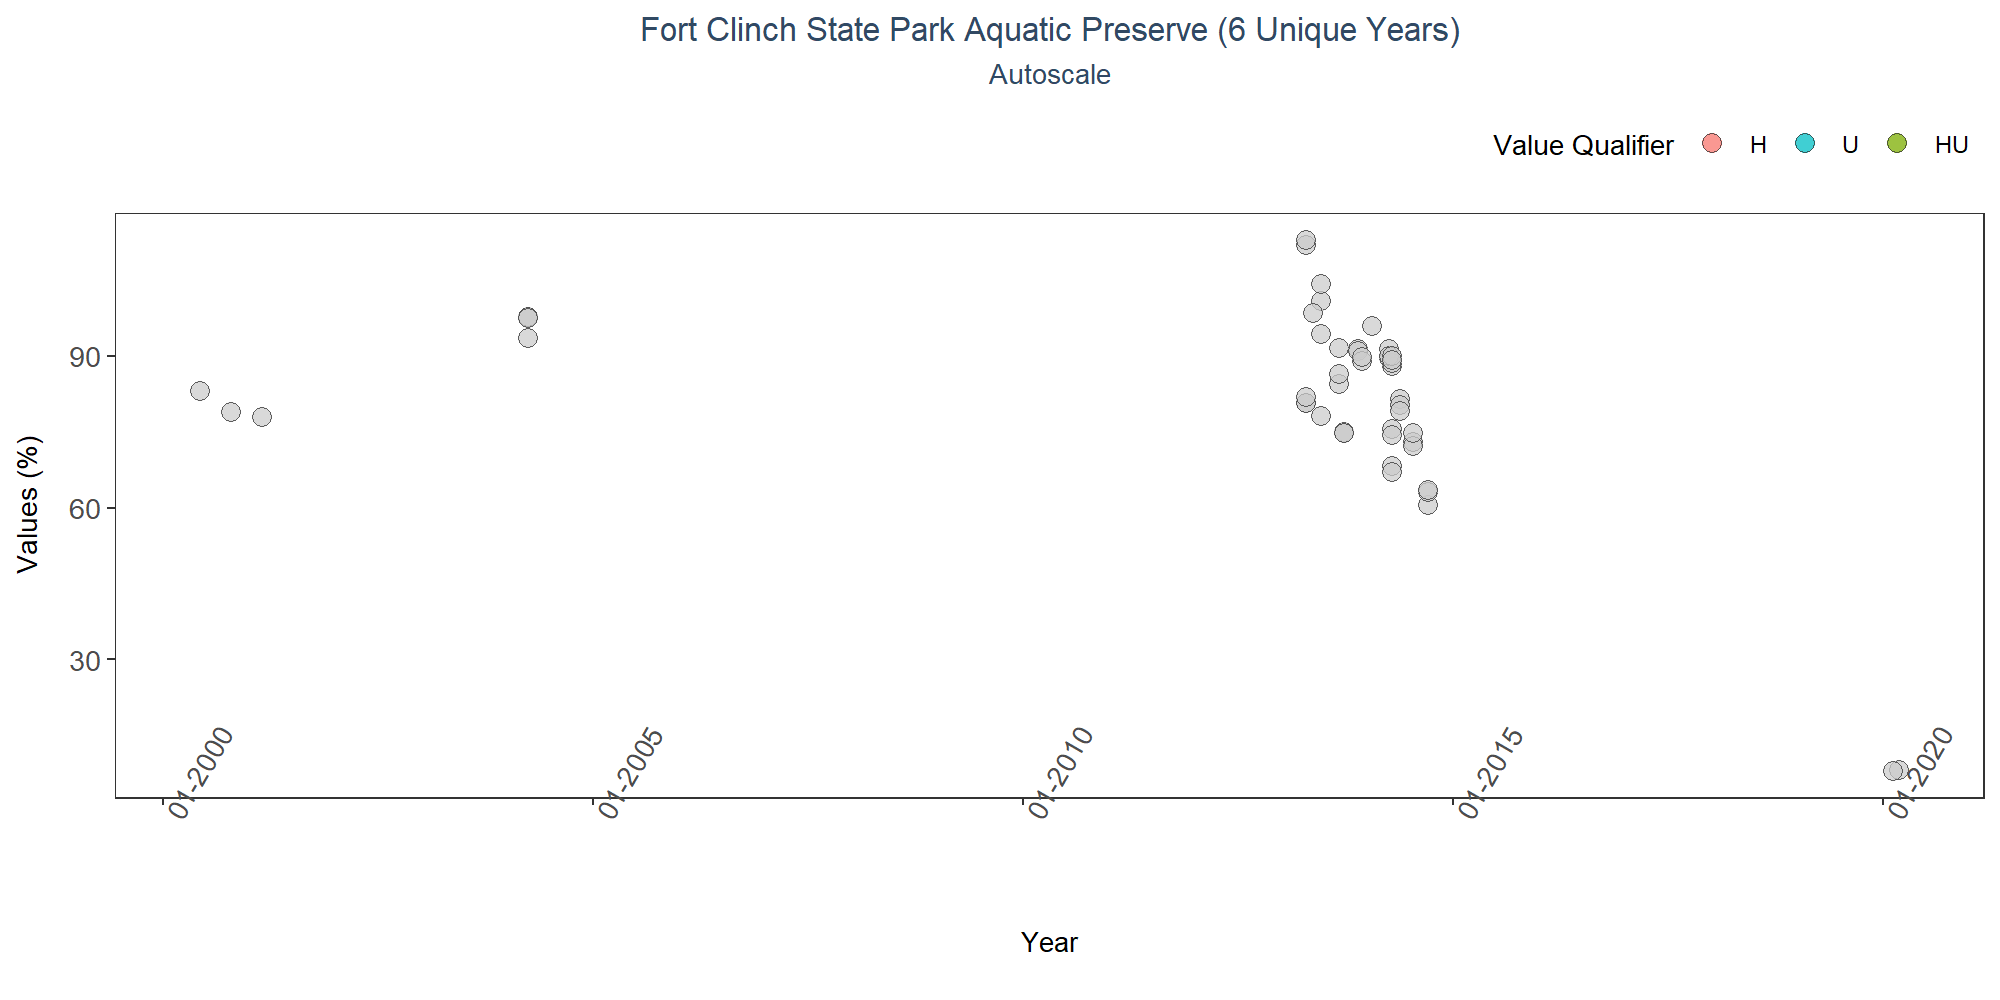 Fort Clinch State Park Aquatic Preserve (6 Unique Years)
Autoscale
Value Qualifier H U HU
Values (%)
90
60
30
01-2000 01-2005 01-2010 01-2015 01-2020
Year